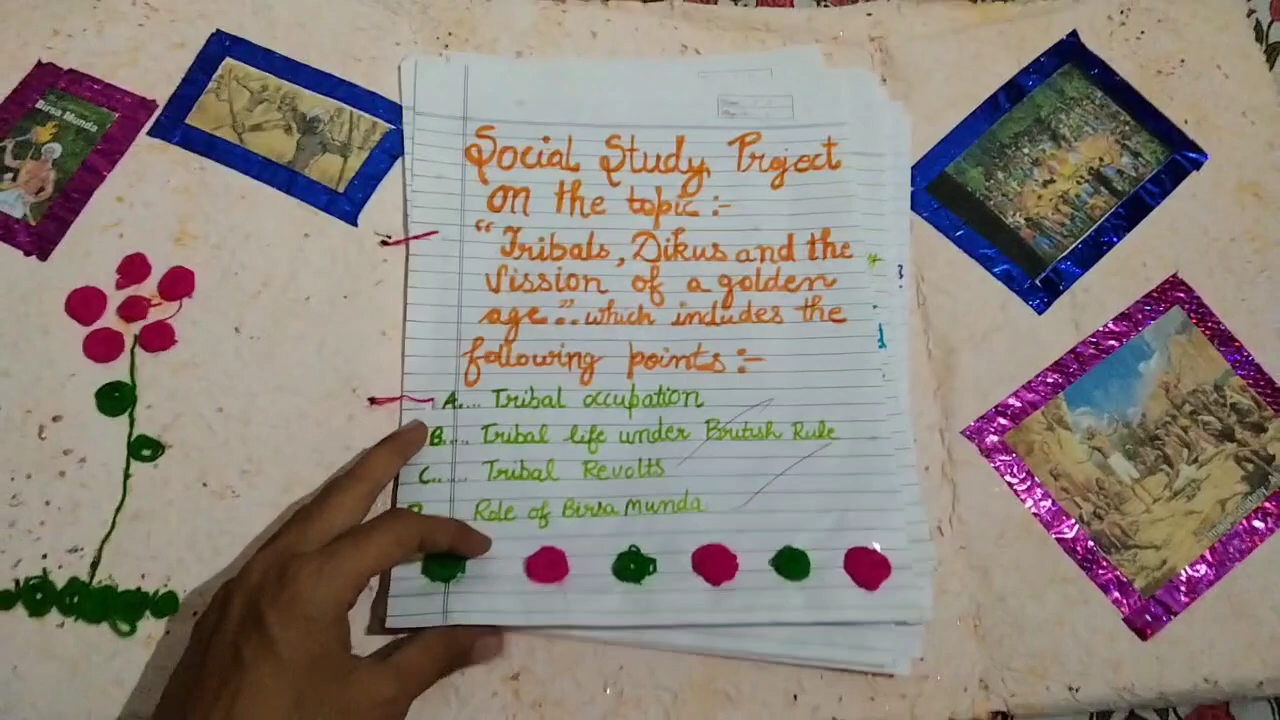 Birsa Munda
Social Study Project
on the topic :-
"Tribals, Dikus and the
Vission of a golden
age." which includes the
following points :-
A.... Tribal occupation
B.... Tribal life under British Rule
C..... Tribal Revolts
Role of Birsa Munda